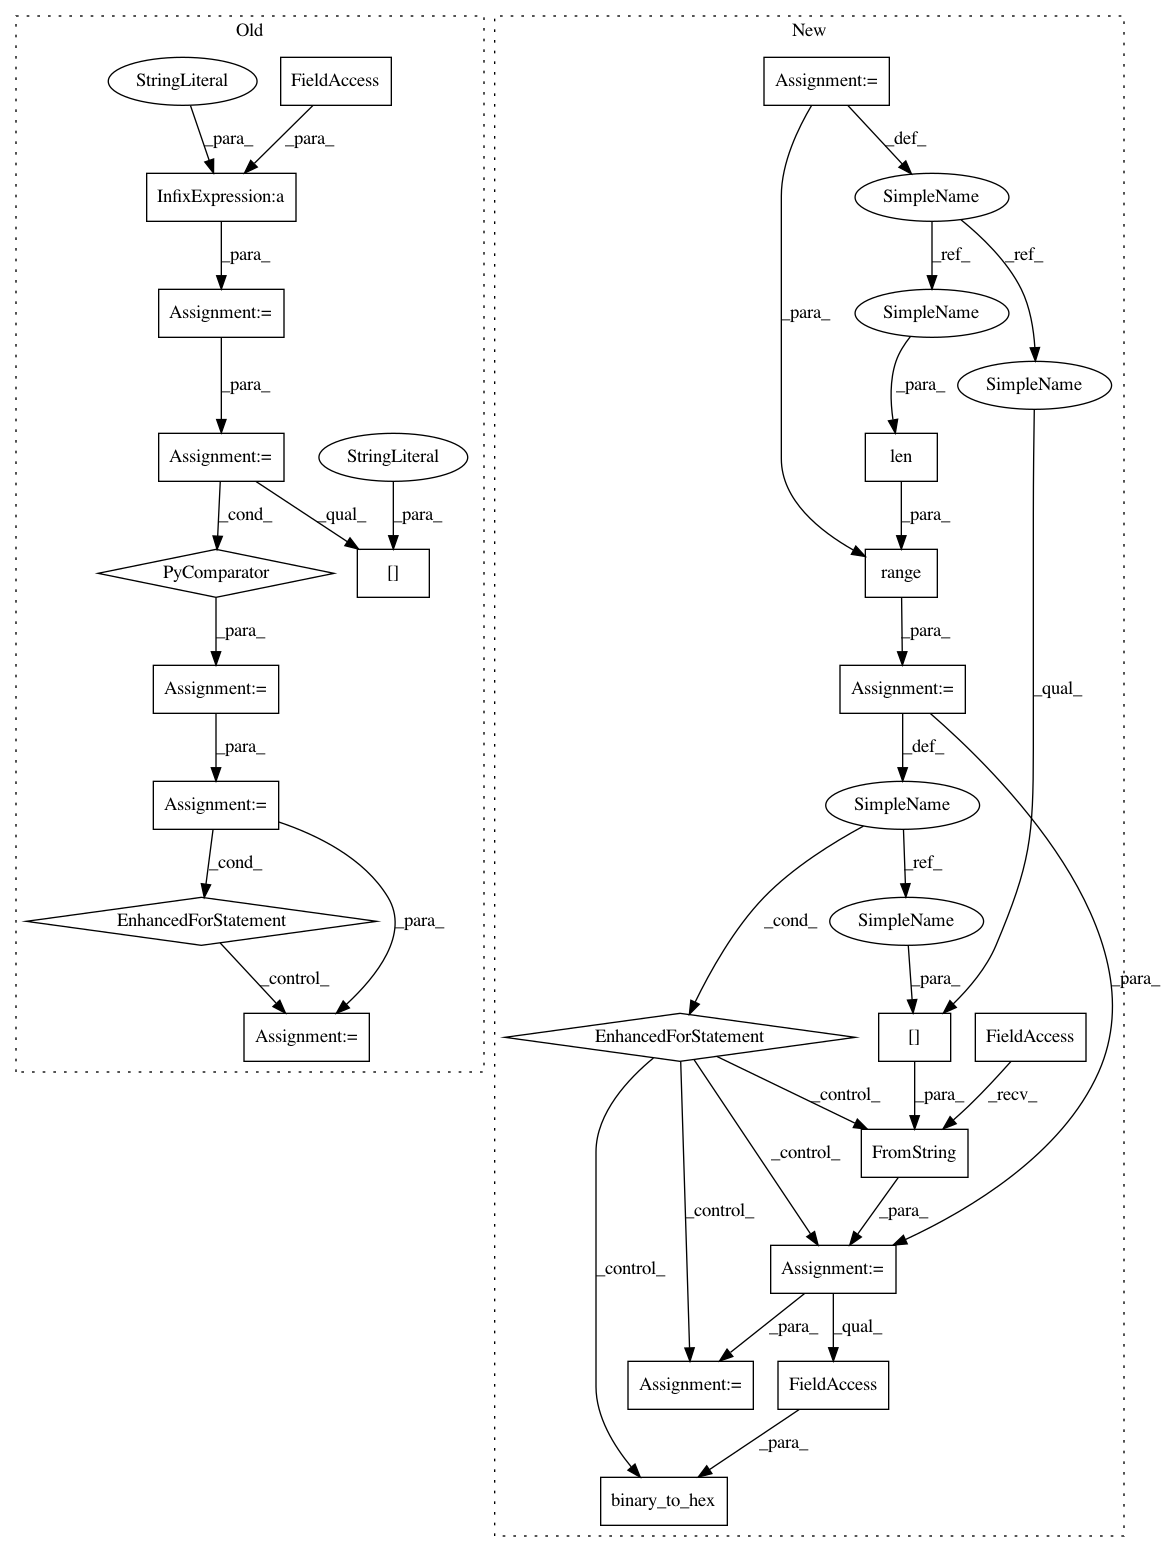 Old
New
StringLiteral
FieldAccess
Assignment:=
_para_
_para_
_def_
InfixExpression:a
SimpleName
_para_
_ref_
_ref_
Assignment:=
_para_
SimpleName
_para_
_para_
SimpleName
Assignment:=
StringLiteral
len
_cond_
_qual_
_para_
_para_
PyComparator
[]
range
_para_
_para_
Assignment:=
Assignment:=
_qual_
_para_
_def_
Assignment:=
SimpleName
_cond_
_ref_
EnhancedForStatement
_para_
_cond_
SimpleName
_control_
_para_
_para_
Assignment:=
EnhancedForStatement
[]
FieldAccess
_control_
_para_
_recv_
_control_
FromString
_control_
_para_
_control_
Assignment:=
_para_
_qual_
Assignment:=
FieldAccess
_para_
binary_to_hex